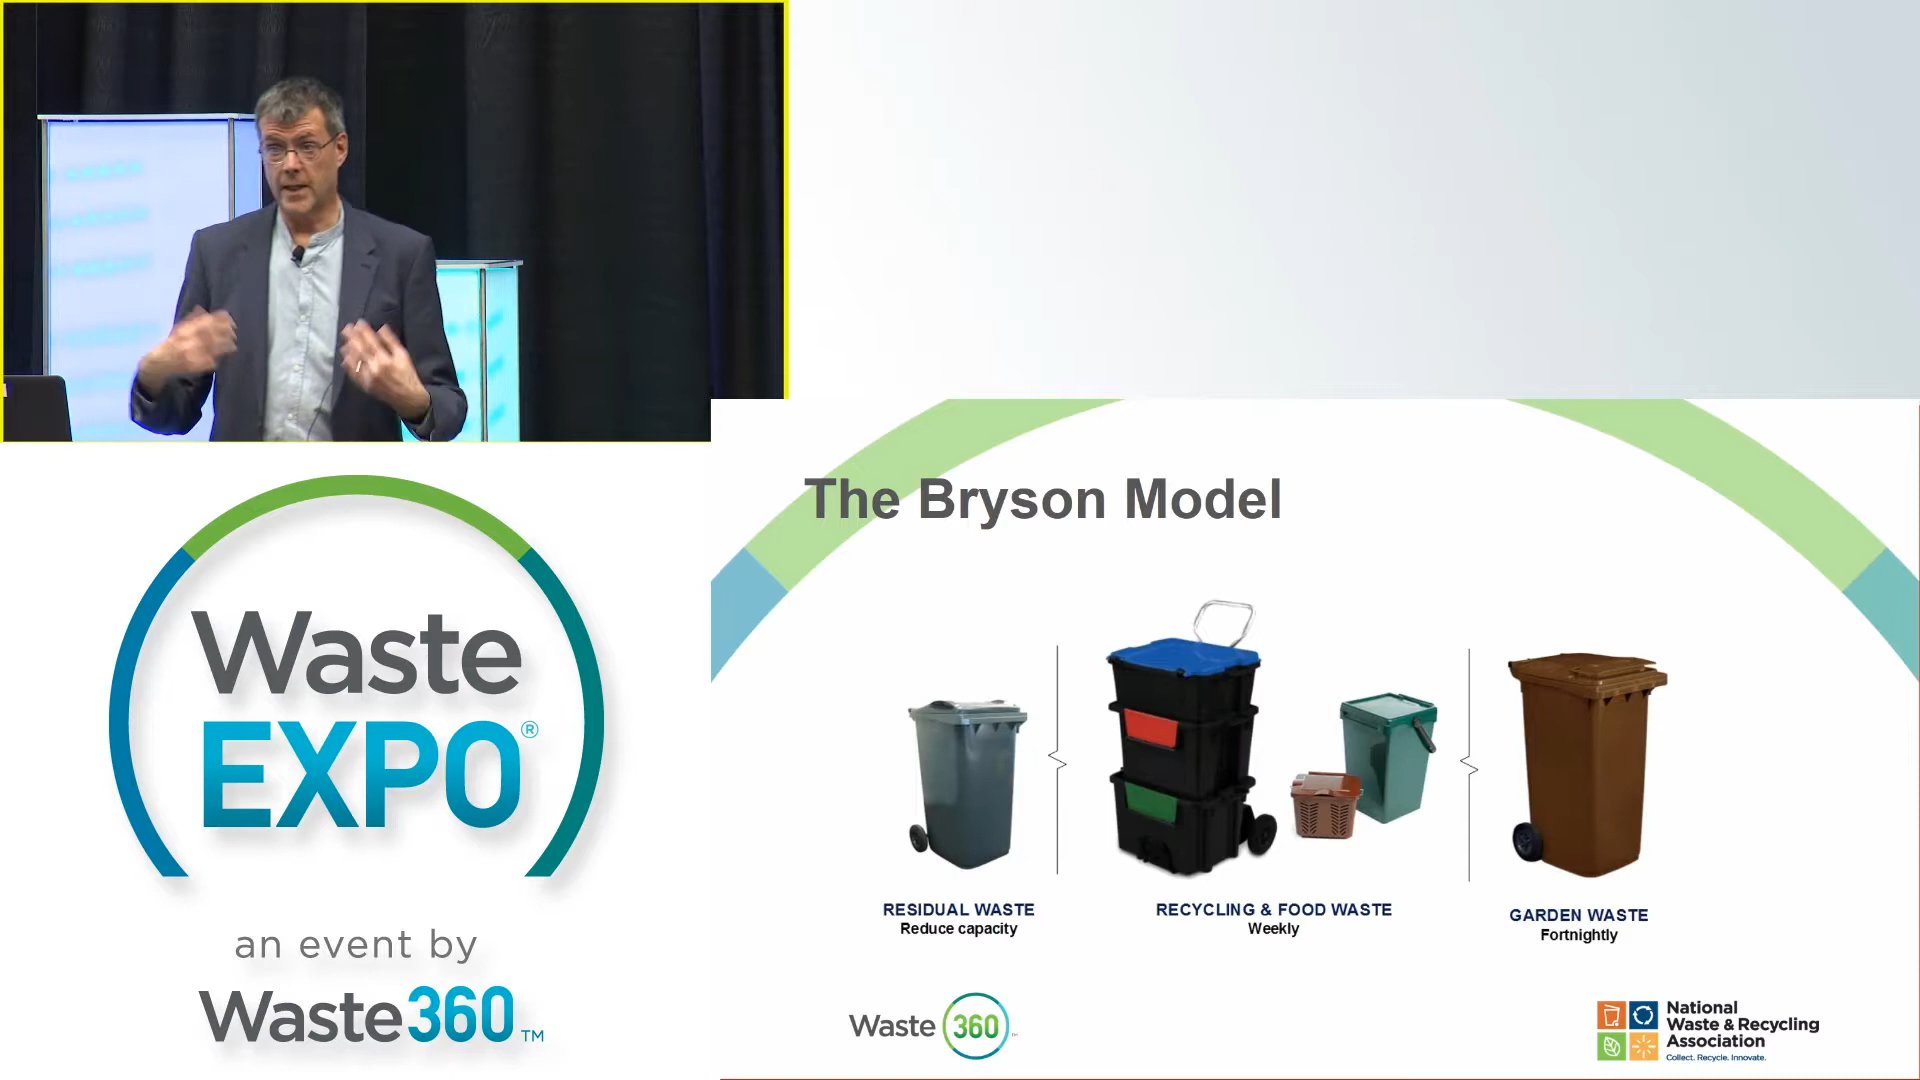 Waste
EXPO®
an event by
Waste360™
The Bryson Model
RESIDUAL WASTE
Reduce capacity
RECYCLING & FOOD WASTE
Weekly
GARDEN WASTE
Fortnightly
Waste 360
National
Waste & Recycling
Association
Collect. Recycle. Innovate.